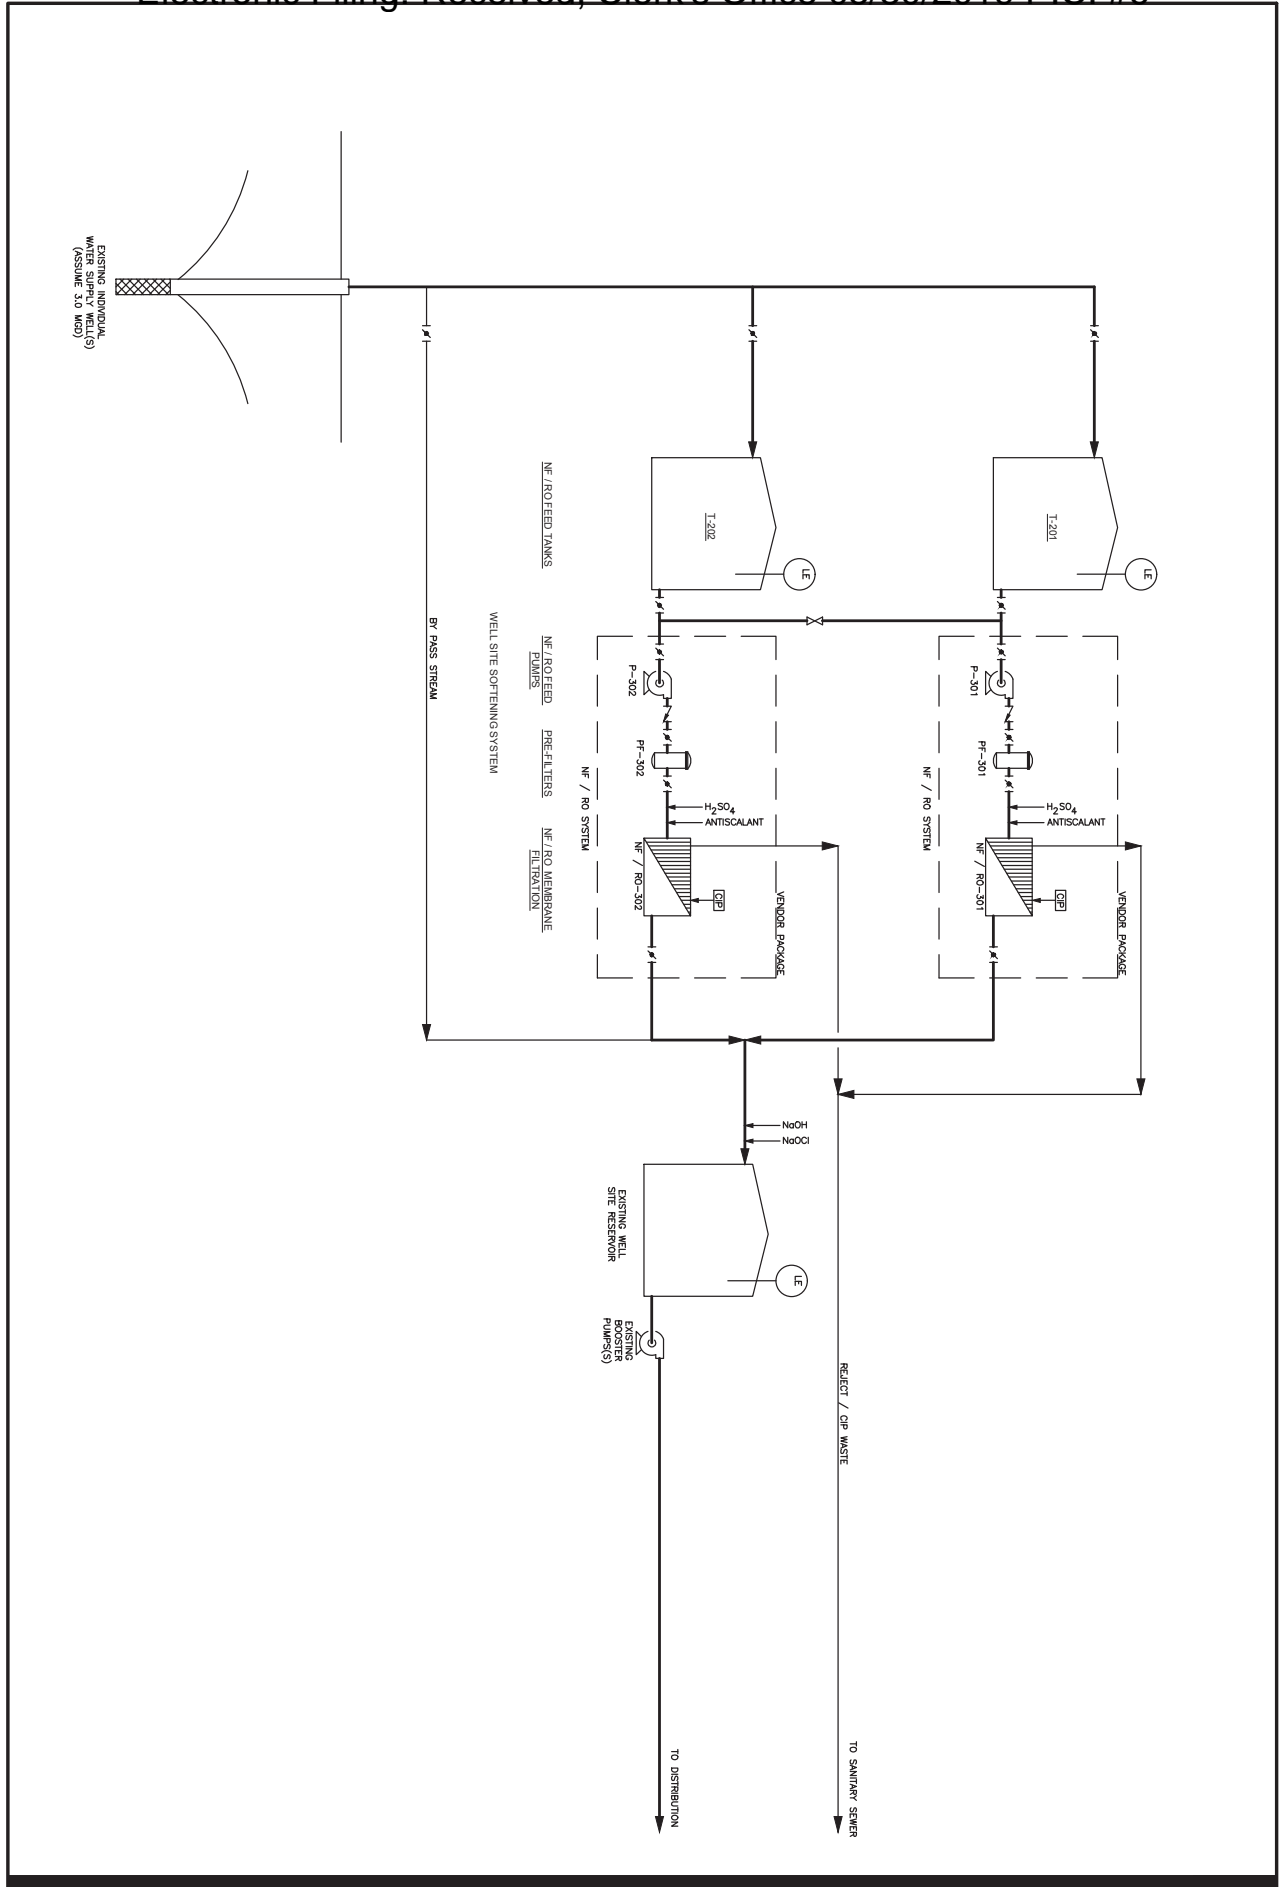 EXISTING INDIVIDUAL
WATER SUPPLY WELL(S)
(ASSUME 3.0 MGD)
T-201
LE
T-202
LE
NF / RO FEED TANKS
VENDOR PACKAGE
P-301
PF-301
H2SO4
ANTISCALANT
CIP
NF / RO-301
NF / RO SYSTEM
VENDOR PACKAGE
P-302
PF-302
H2SO4
ANTISCALANT
CIP
NF / RO-302
NF / RO SYSTEM
NF / RO FEED
PUMPS
PRE-FILTERS
NF / RO MEMBRANE
FILTRATION
WELL SITE SOFTENING SYSTEM
BY PASS STREAM
NaOH
NaOCl
LE
EXISTING WELL
SITE RESERVOIR
EXISTING
BOOSTER
PUMPS(S)
REJECT / CIP WASTE
TO SANITARY SEWER
TO DISTRIBUTION